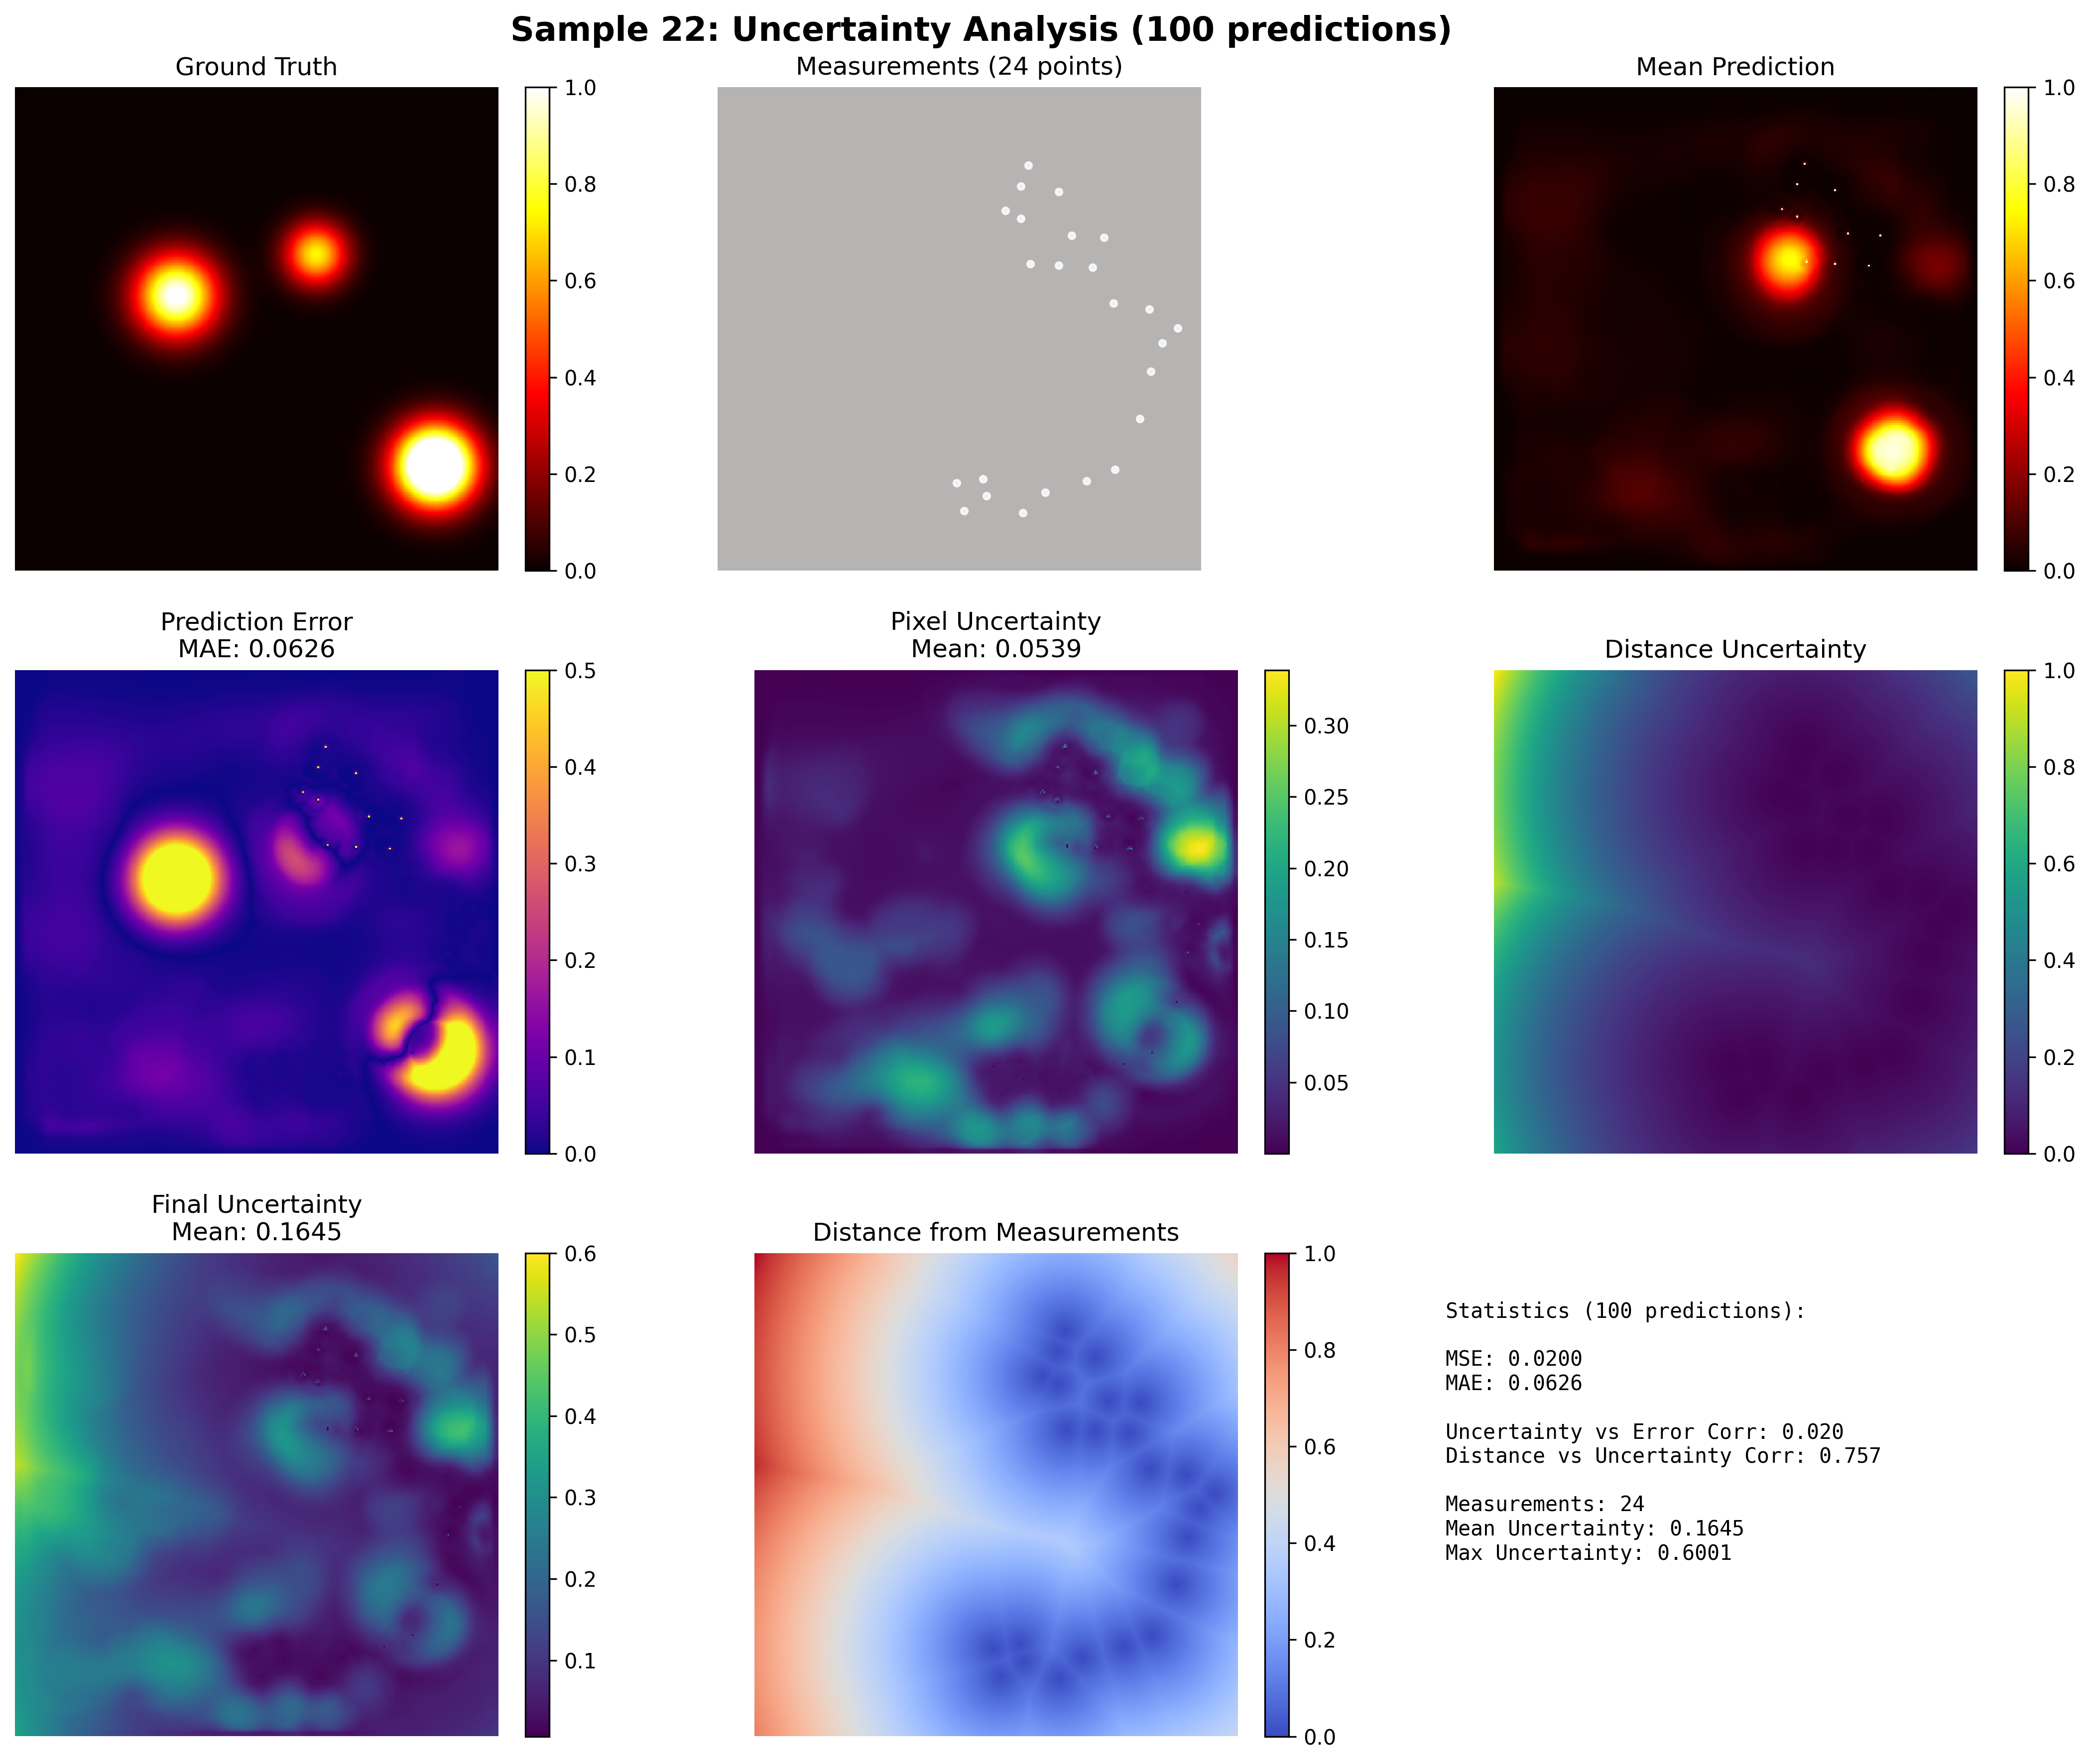 Sample 22: Uncertainty Analysis (100 predictions)
Ground Truth
1.0
0.8
0.6
0.4
0.2
0.0
Measurements (24 points)
Mean Prediction
1.0
0.8
0.6
0.4
0.2
0.0
Prediction Error
MAE: 0.0626
0.5
0.4
0.3
0.2
0.1
0.0
Pixel Uncertainty
Mean: 0.0539
0.30
0.25
0.20
0.15
0.10
0.05
Distance Uncertainty
1.0
0.8
0.6
0.4
0.2
0.0
Final Uncertainty
Mean: 0.1645
0.6
0.5
0.4
0.3
0.2
0.1
Distance from Measurements
1.0
0.8
0.6
0.4
0.2
0.0
Statistics (100 predictions):
MSE: 0.0200
MAE: 0.0626
Uncertainty vs Error Corr: 0.020
Distance vs Uncertainty Corr: 0.757
Measurements: 24
Mean Uncertainty: 0.1645
Max Uncertainty: 0.6001